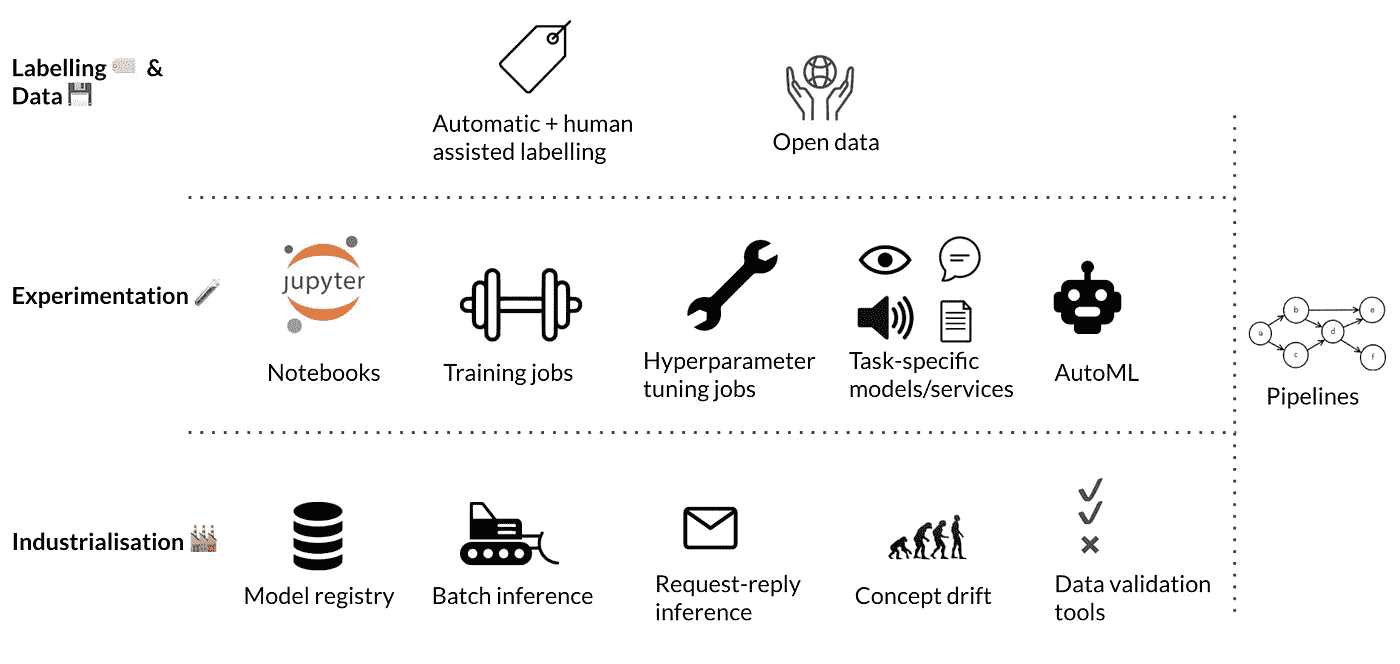 Labelling &
Data
Automatic + human
assisted labelling
Open data
Experimentation
jupyter
Notebooks
Training jobs
Hyperparameter
tuning jobs
Task-specific
models/services
AutoML
a
b
c
d
e
f
Pipelines
Industrialisation
Model registry
Batch inference
Request-reply
inference
Concept drift
Data validation
tools